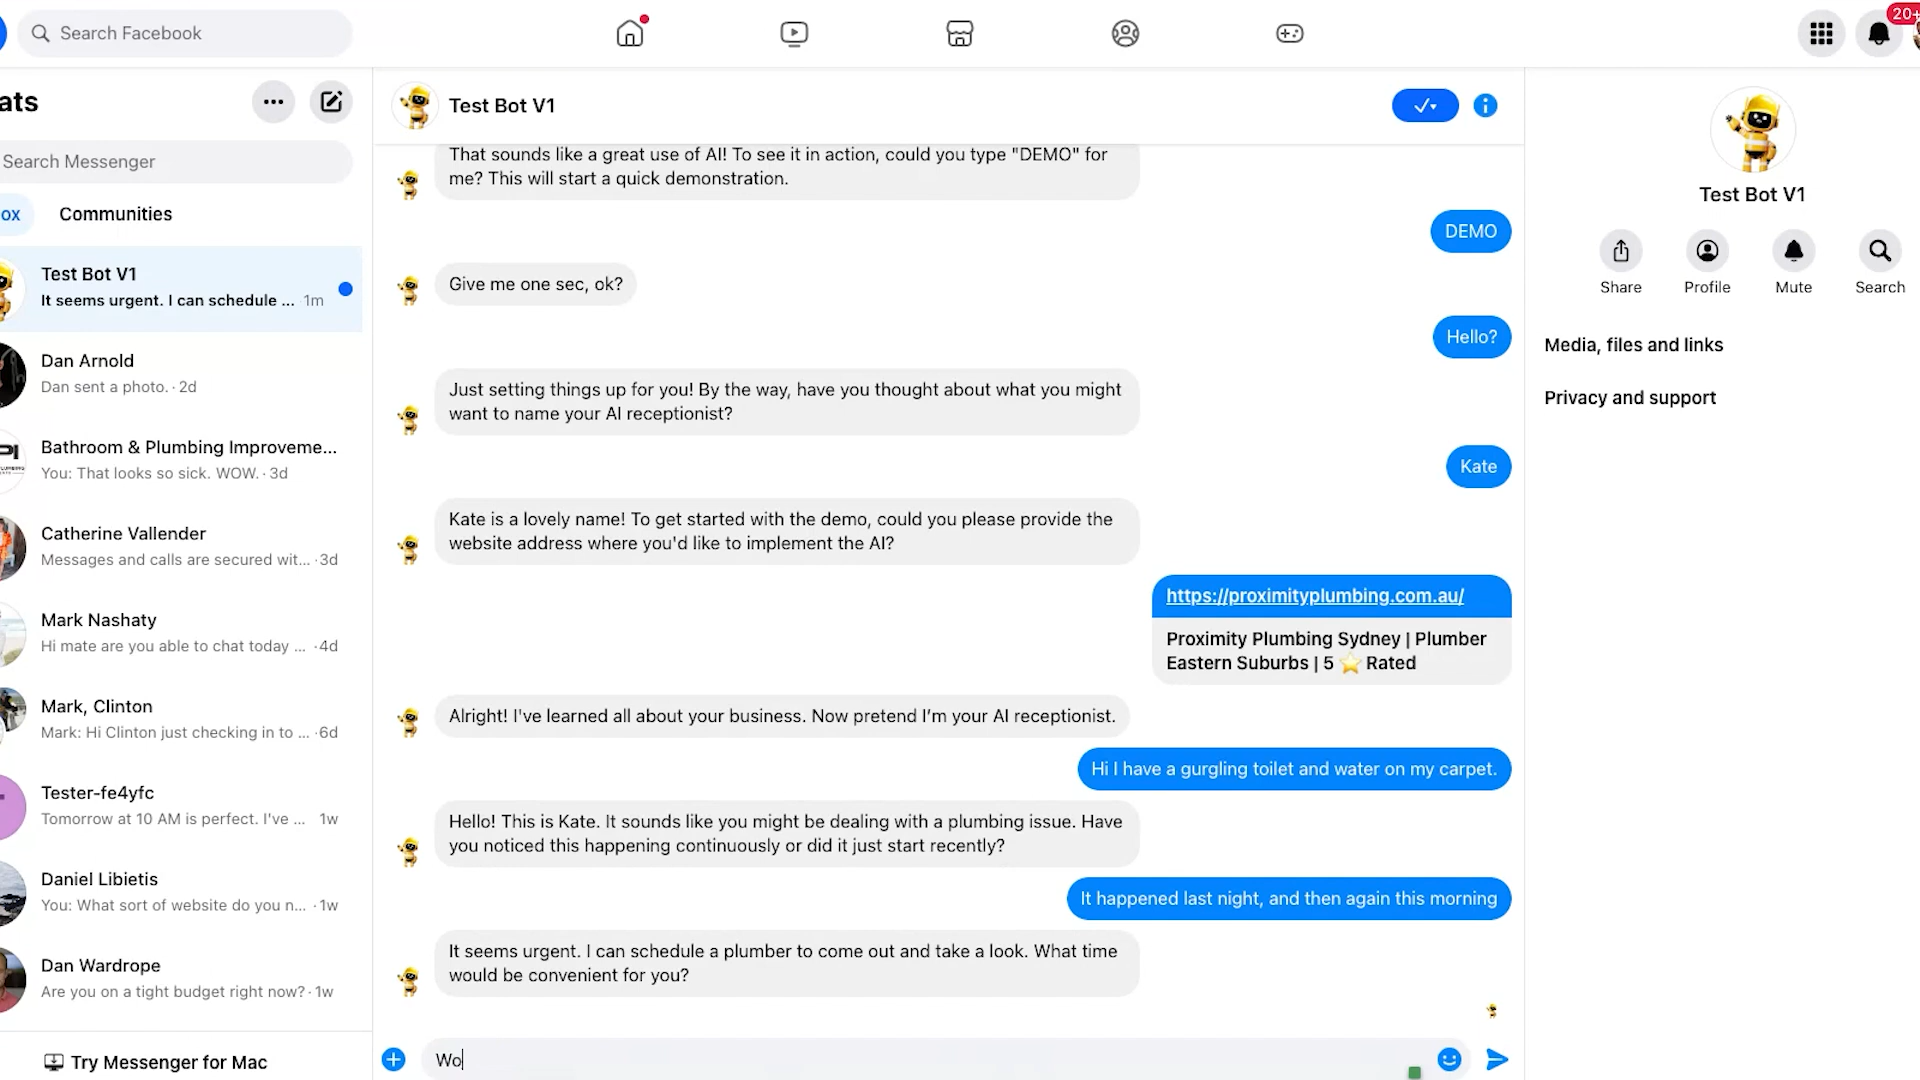 Search Facebook
20+
ats
Search Messenger
ox
Communities
Test Bot V1
It seems urgent. I can schedule ... · 1m
Dan Arnold
Dan sent a photo. · 2d
Bathroom & Plumbing Improveme...
You: That looks so sick. WOW. · 3d
Catherine Vallender
Messages and calls are secured wit... · 3d
Mark Nashaty
Hi mate are you able to chat today ... · 4d
Mark, Clinton
Mark: Hi Clinton just checking in to ... · 6d
Tester-fe4yfc
Tomorrow at 10 AM is perfect. I've ... 1w
Daniel Libietis
You: What sort of website do you n... · 1w
Dan Wardrope
Are you on a tight budget right now? · 1w
Try Messenger for Mac
Test Bot V1
That sounds like a great use of AI! To see it in action, could you type "DEMO" for
me? This will start a quick demonstration.
DEMO
Give me one sec, ok?
Hello?
Just setting things up for you! By the way, have you thought about what you might
want to name your AI receptionist?
Kate
Kate is a lovely name! To get started with the demo, could you please provide the
website address where you'd like to implement the AI?
https://proximityplumbing.com.au/
Proximity Plumbing Sydney | Plumber
Eastern Suburbs | 5 ⭐ Rated
Alright! I've learned all about your business. Now pretend I'm your AI receptionist.
Hi I have a gurgling toilet and water on my carpet.
Hello! This is Kate. It sounds like you might be dealing with a plumbing issue. Have
you noticed this happening continuously or did it just start recently?
It happened last night, and then again this morning
It seems urgent. I can schedule a plumber to come out and take a look. What time
would be convenient for you?
Wo
Test Bot V1
Share
Profile
Mute
Search
Media, files and links
Privacy and support